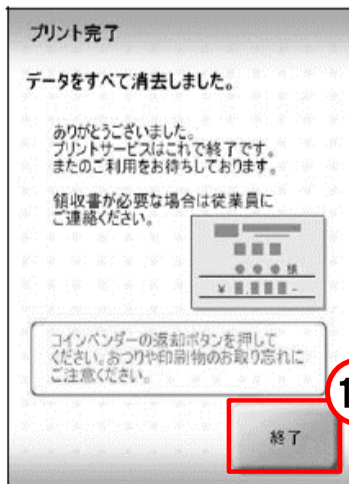 プリント完了
データをすべて消去しました。
ありがとうございました。
プリントサービスはこれで終了です。
またのご利用をお待ちしております。
領収書が必要な場合は従業員に
ご連絡ください。
様
¥ -
コインベンダーの返却ボタンを押して
ください。おつりや印刷物のお取り忘れに
ご注意ください。
1
終了